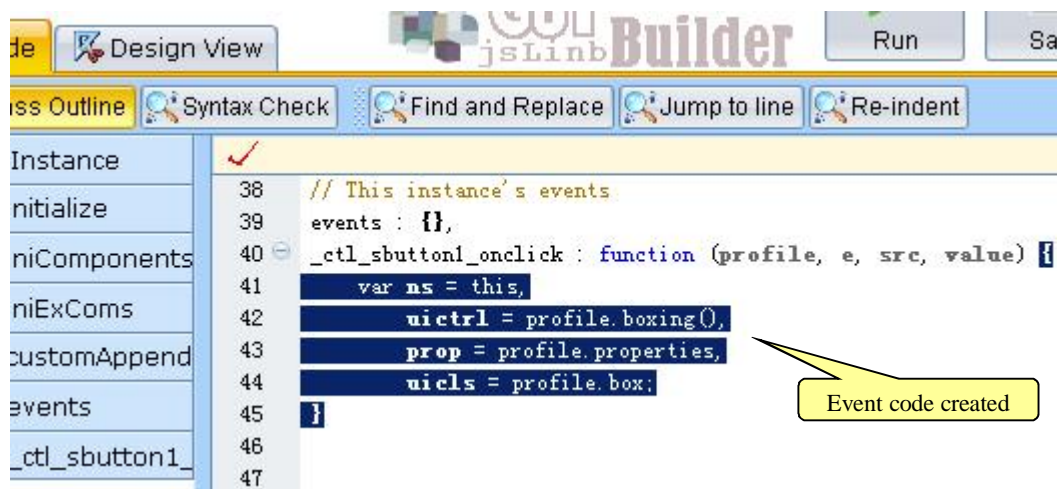 de Design View jsLinb Builder Run Sa
ass Outline Syntax Check Find and Replace Jump to line Re-indent
Instance
nitialize
niComponents
niExComs
customAppend
events
_ctl_sbutton1_
38 // This instance's events
39 events : {},
40 _ctl_sbutton1_onclick : function (profile, e, src, value) {
41 var ns = this,
42 uictrl = profile.boxing(),
43 prop = profile.properties,
44 uicls = profile.box;
45 }
46
47
Event code created